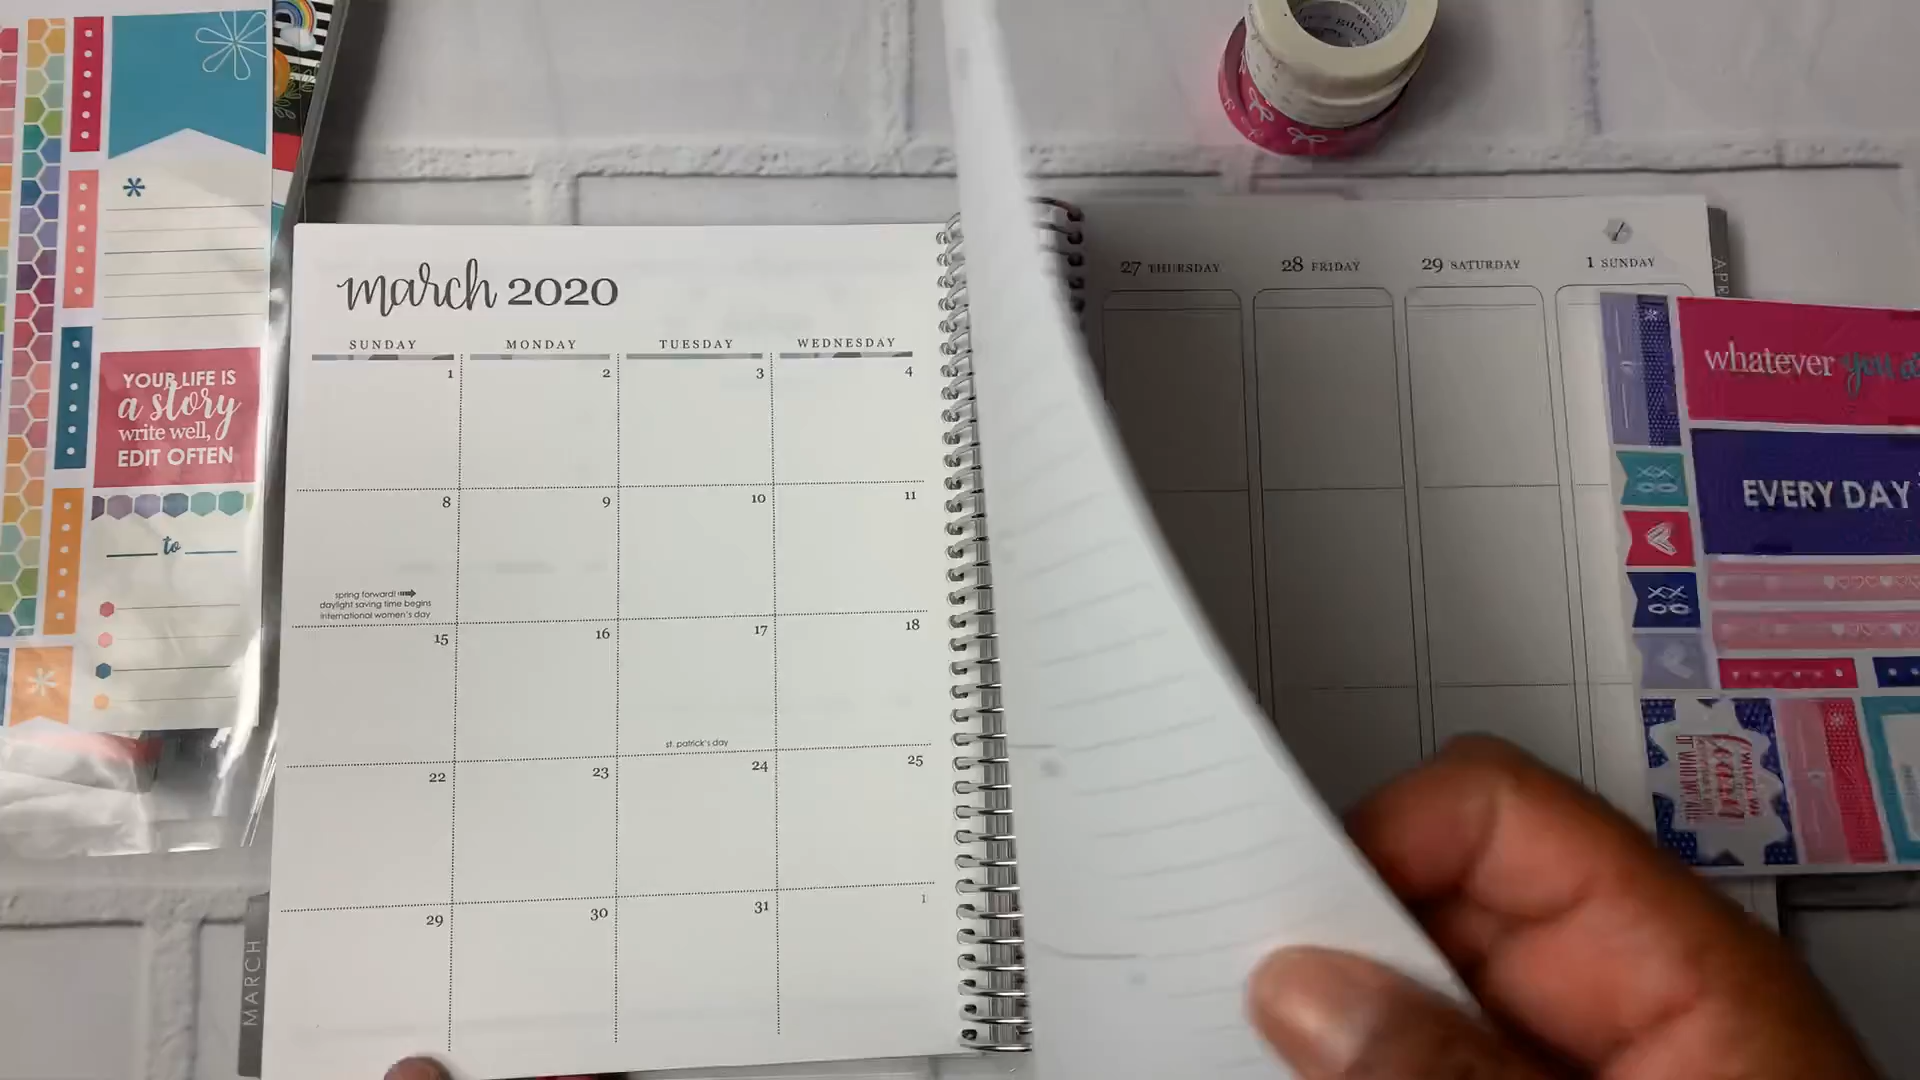 YOUR LIFE IS
a story
write well,
EDIT OFTEN
to
march 2020
SUNDAY MONDAY TUESDAY WEDNESDAY
1 2 3 4
8 9 10 11
spring forward!
daylight saving time begins
international women's day
15 16 17 18
st. patrick's day
22 23 24 25
29 30 31 1
MARCH
27 THURSDAY 28 FRIDAY 29 SATURDAY 1 SUNDAY
APR
whatever you
EVERY DAY